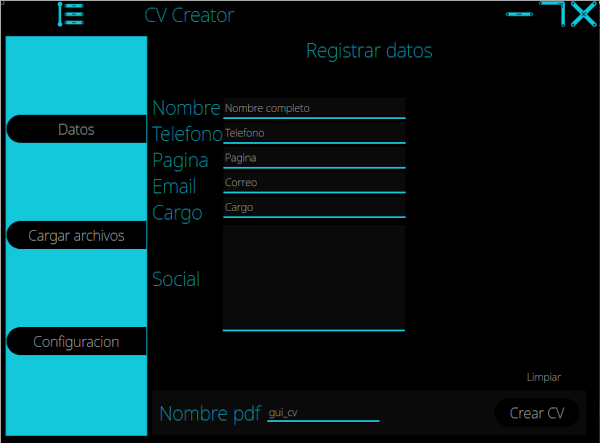 CV Creator
Registrar datos
Datos
Cargar archivos
Configuracion
Nombre Nombre completo
Telefono Telefono
Pagina Pagina
Email Correo
Cargo Cargo
Social
Limpiar
Nombre pdf gui_cv
Crear CV